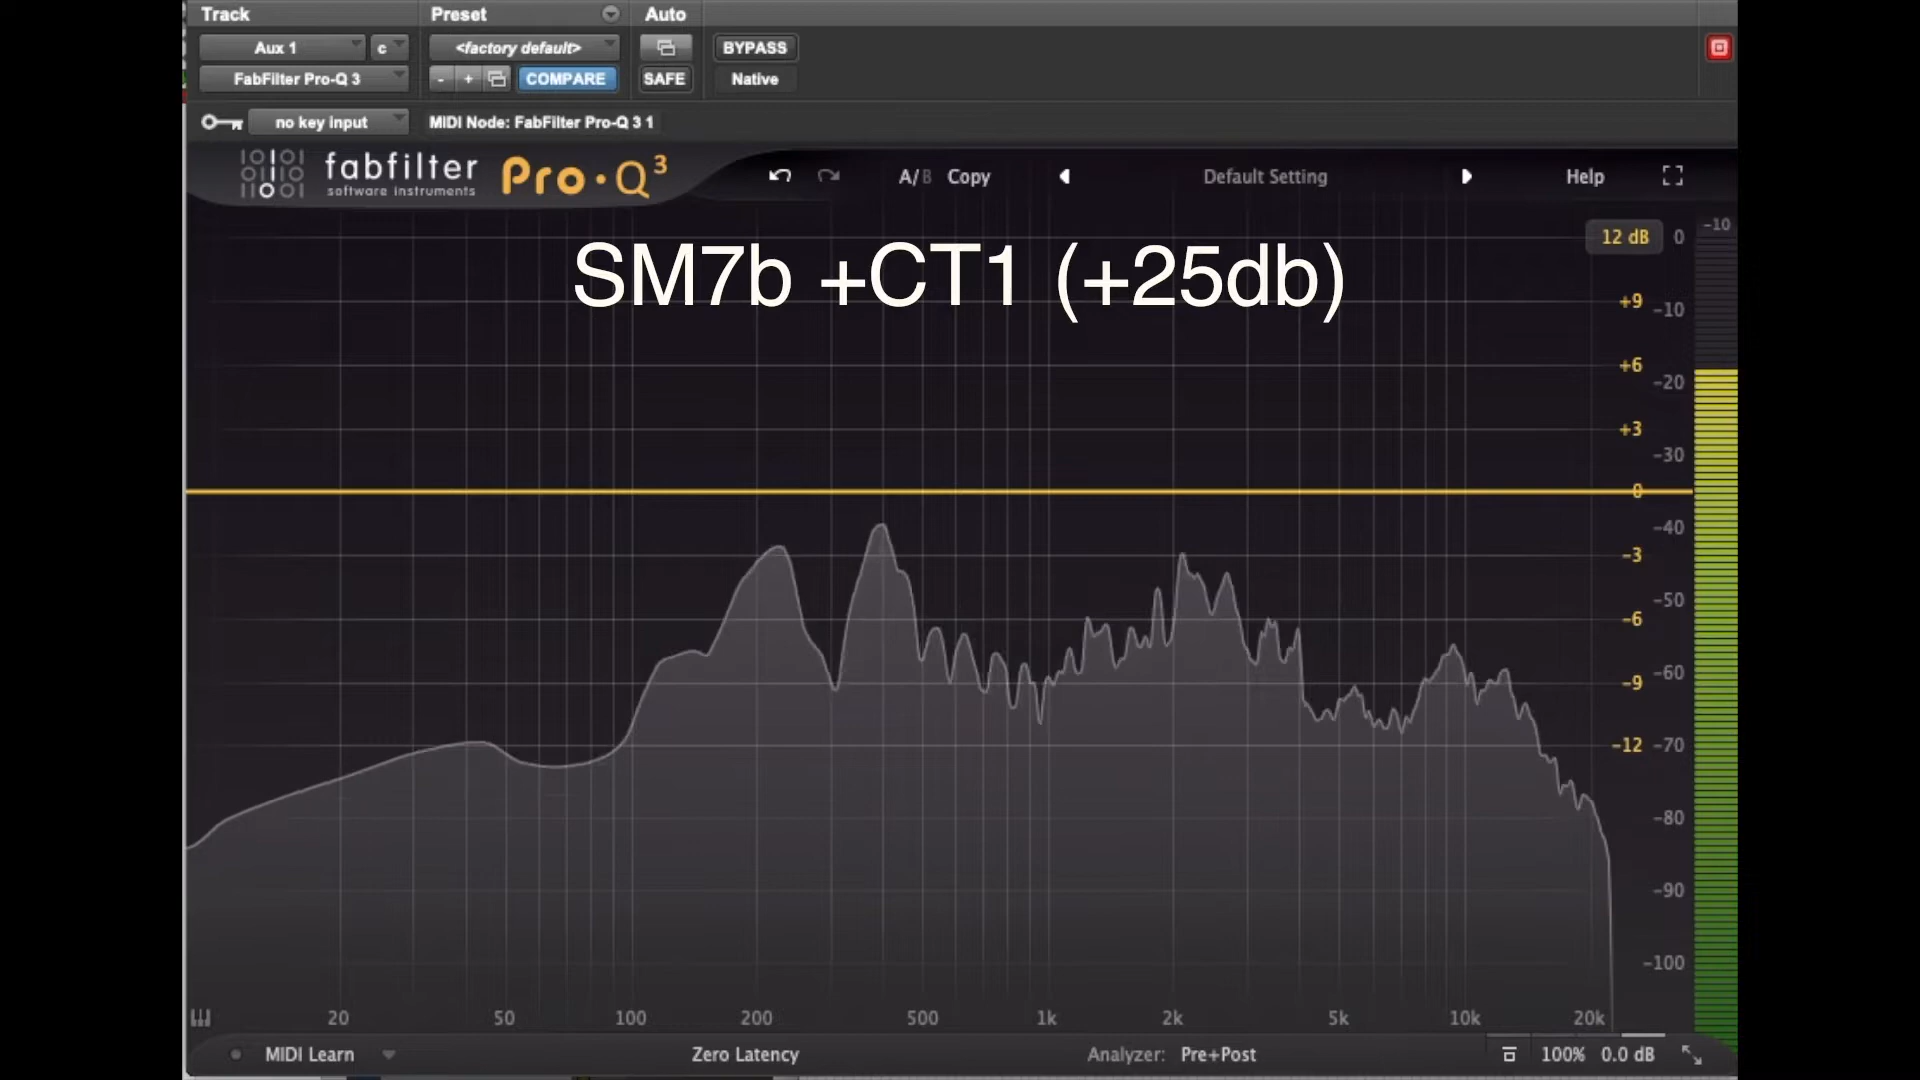 Track Preset Auto
Aux 1 c <factory default> BYPASS
FabFilter Pro-Q 3 - + COMPARE SAFE Native
no key input MIDI Node: FabFilter Pro-Q 3 1
fabfilter Pro·Q3
software instruments
A/B Copy Default Setting Help
SM7b +CT1 (+25db)
12 dB 0 -10
+9 -10
+6 -20
+3 -30
0
-40
-3
-50
-6
-60
-9
-12 -70
-80
-90
-100
20 50 100 200 500 1k 2k 5k 10k 20k
MIDI Learn Zero Latency Analyzer: Pre+Post 100% 0.0 dB